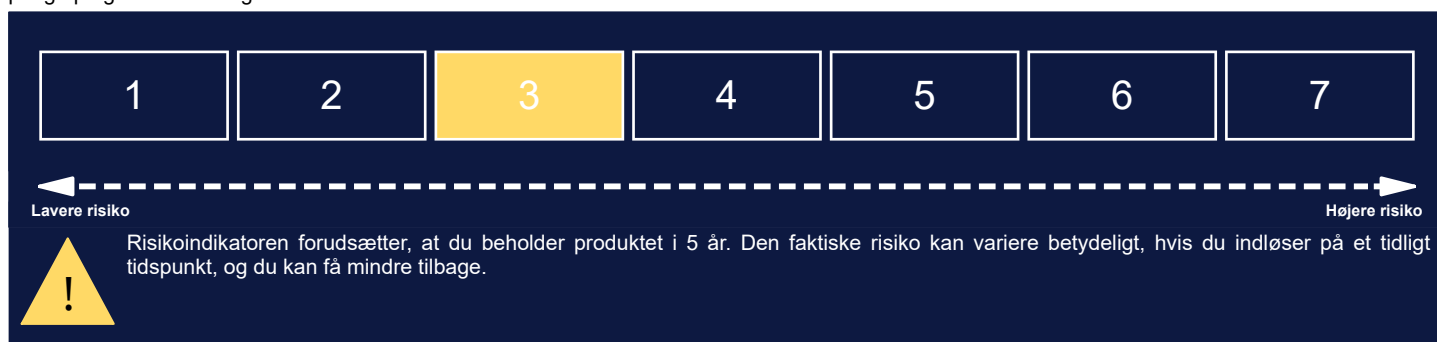 1 2 3 4 5 6 7
Lavere risiko Højere risiko
Risikoindikatoren forudsætter, at du beholder produktet i 5 år. Den faktiske risiko kan variere betydeligt, hvis du indløser på et tidligt
tidspunkt, og du kan få mindre tilbage.
!